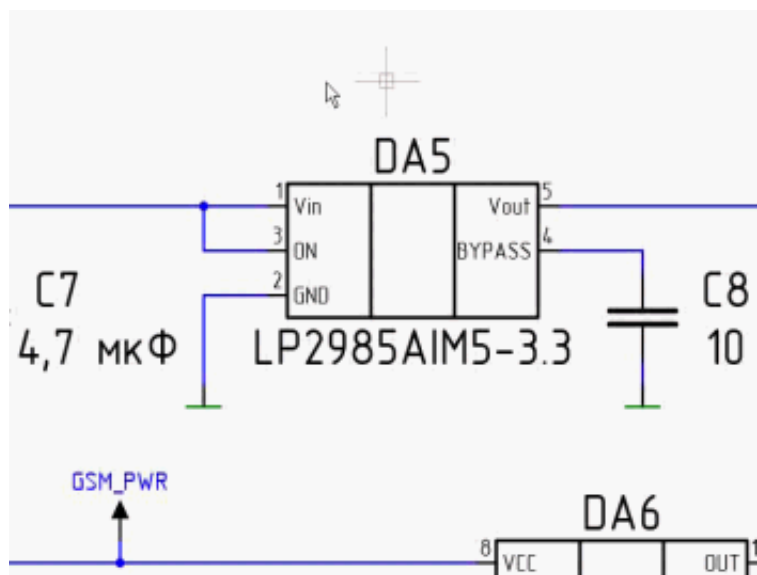 DA5
1 Vin Vout 5
3 ON BYPASS 4
2 GND
C7 C8
4,7 мкФ LP2985AIM5-3.3 10
GSM_PWR
DA6
8 VCC OUT 1